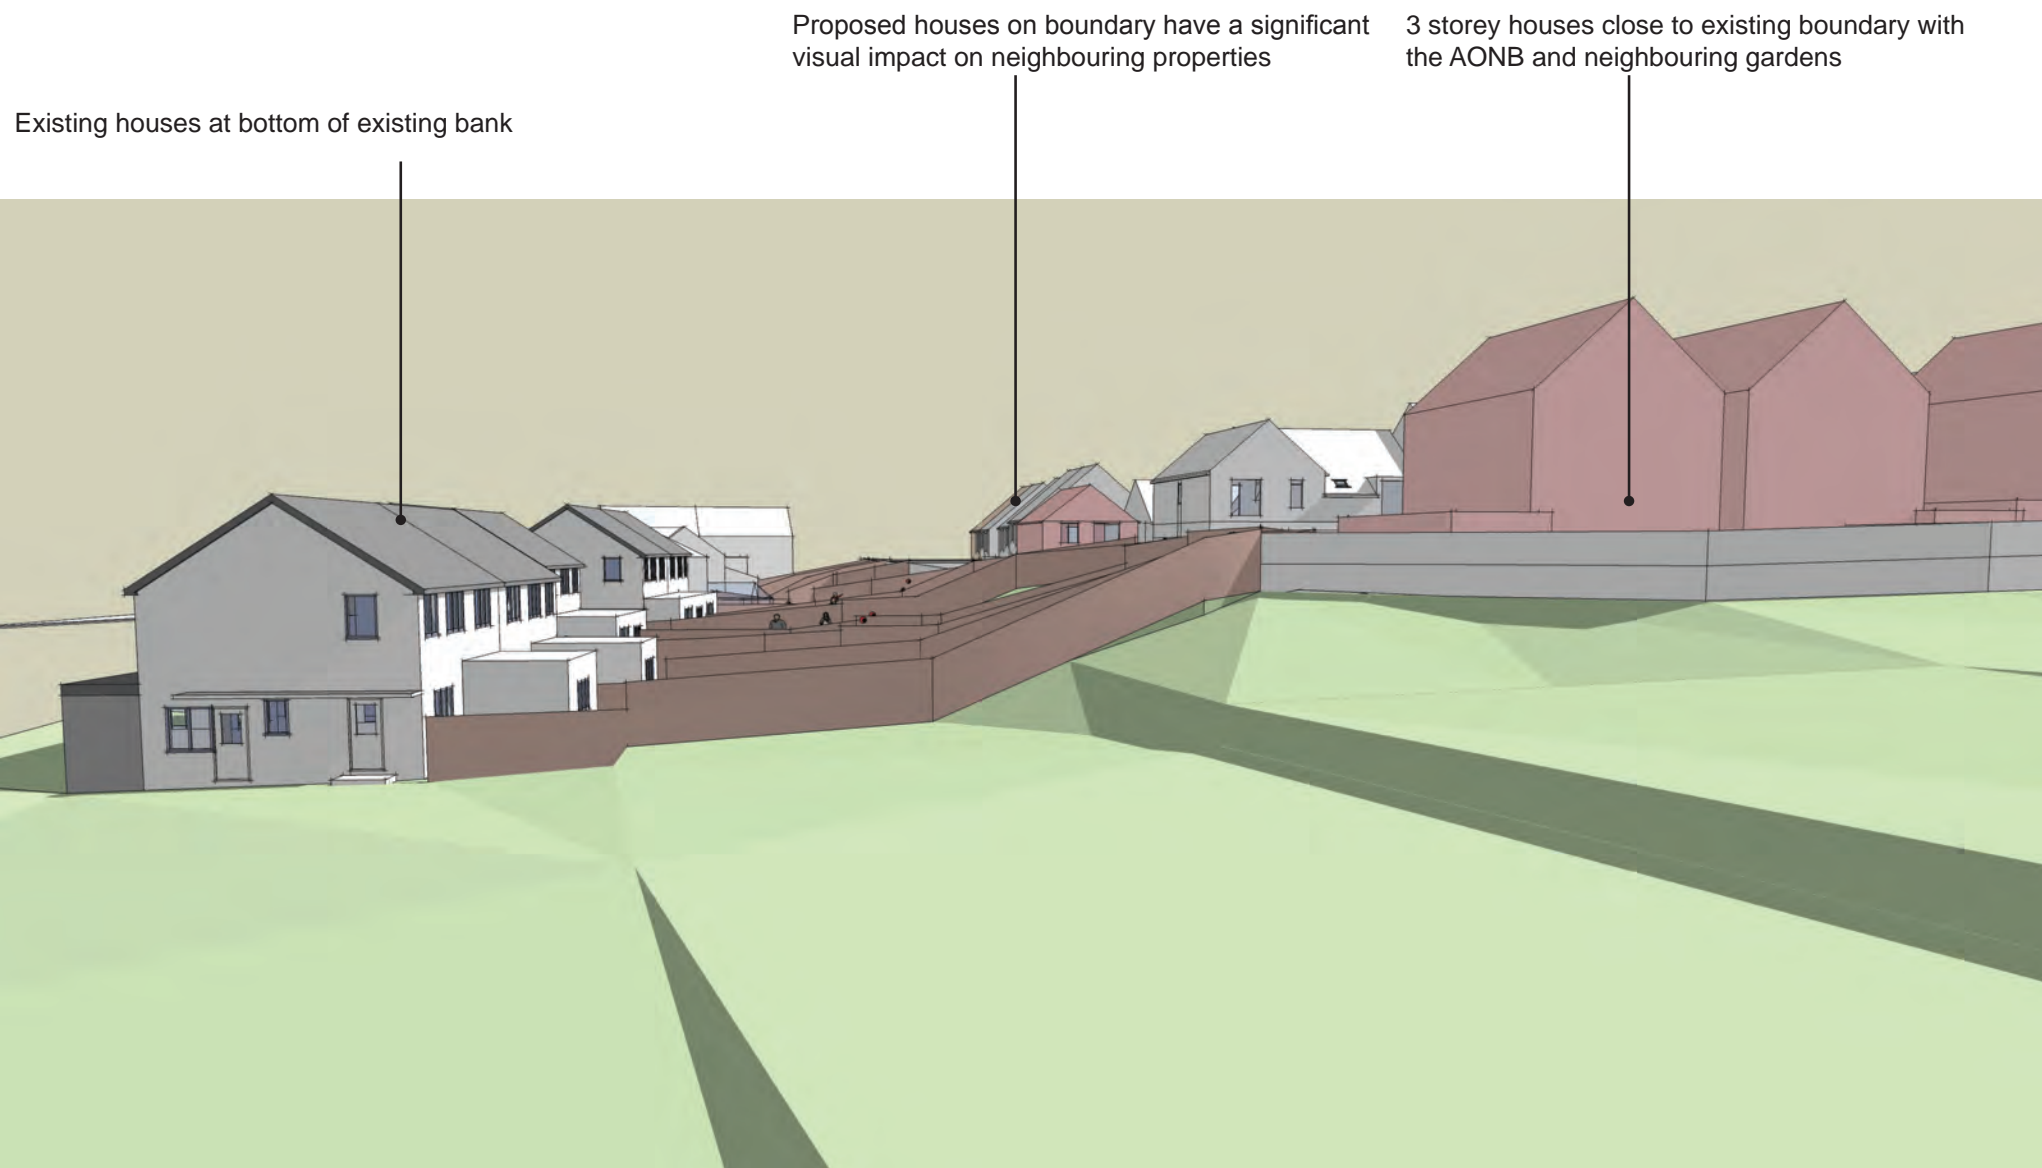 Proposed houses on boundary have a significant
visual impact on neighbouring properties
3 storey houses close to existing boundary with
the AONB and neighbouring gardens
Existing houses at bottom of existing bank